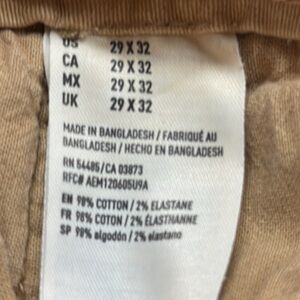 US 29 X 32
CA 29 X 32
MX 29 X 32
UK 29 X 32
MADE IN BANGLADESH / FABRIQUÉ AU
BANGLADESH / HECHO EN BANGLADESH
RN 54485/CA 03873
RFC# AEM120605U9A
EN 98% COTTON / 2% ELASTANE
FR 98% COTON / 2% ÉLASTHANNE
SP 98% algodón / 2% elastano